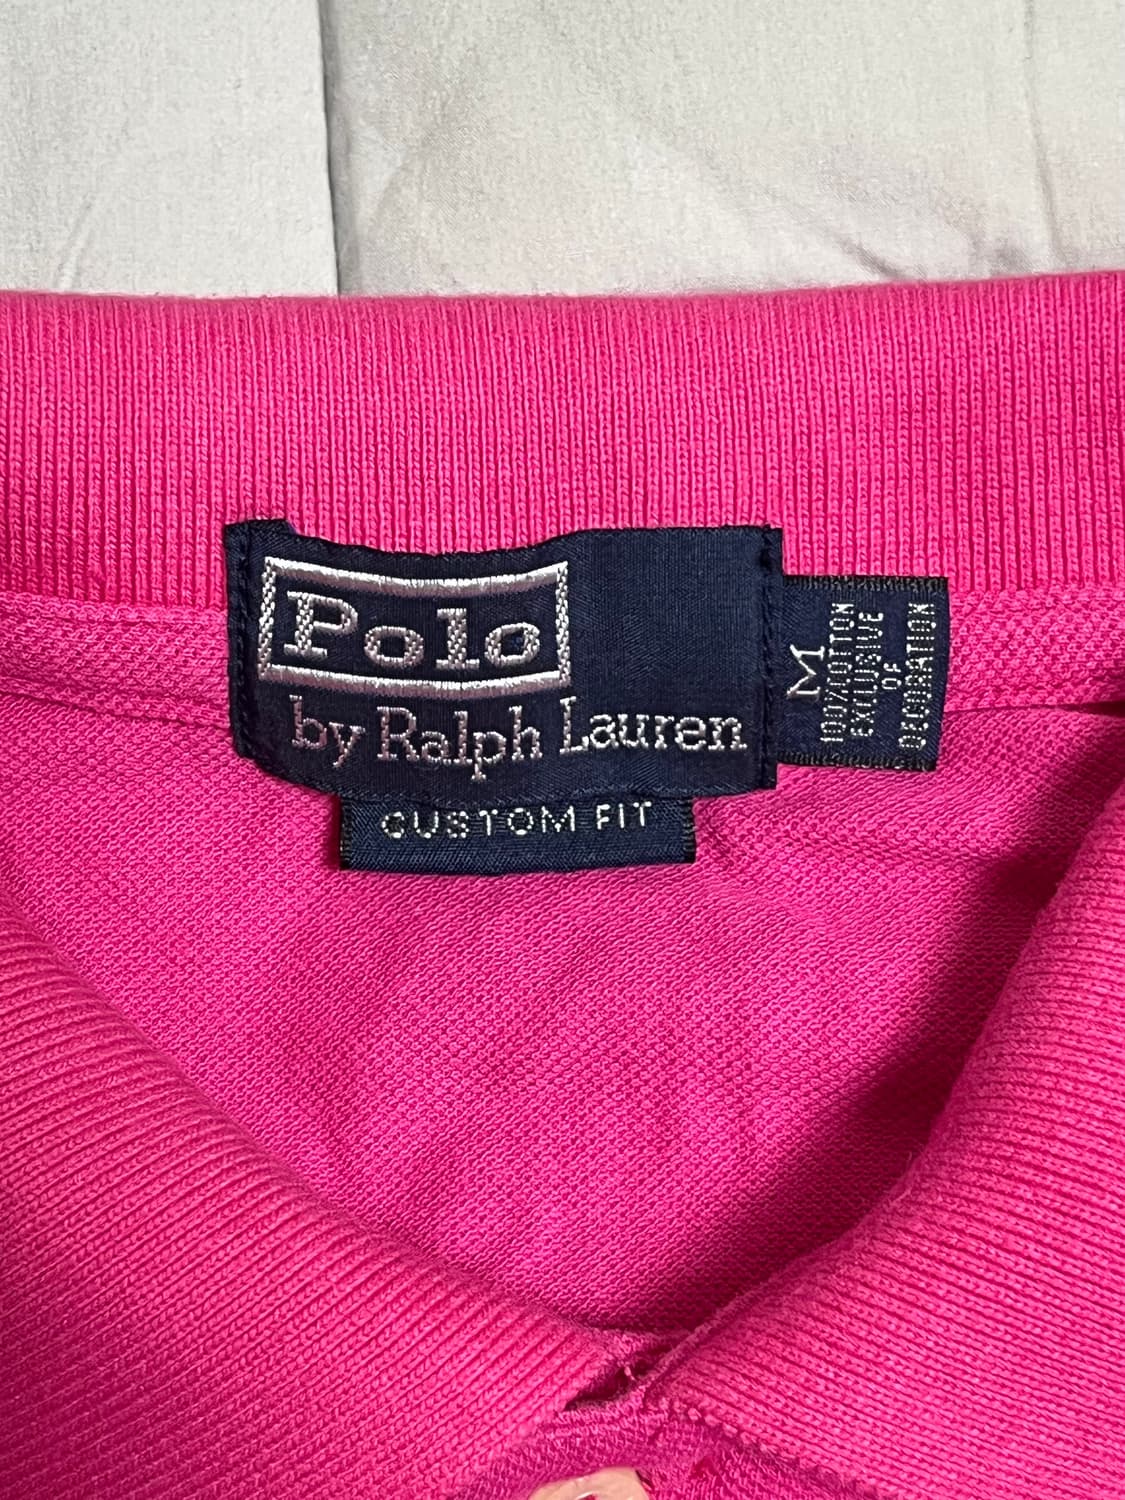 Polo
by Ralph Lauren
CUSTOM FIT
M
100% COTTON
EXCLUSIVE
OF
DECORATION